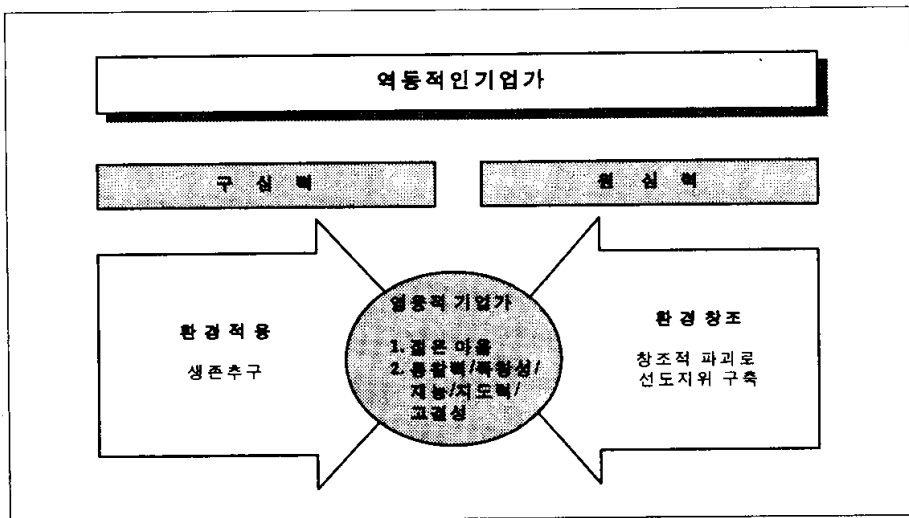 역동적인기업가
구 심 력
원 심 력
환경적응
생존추구
영웅적 기업가
1. 젊은 마음
2. 통찰력/독창성/
재능/지도력/
고결성
환경창조
창조적 파괴로
선도지위 구축